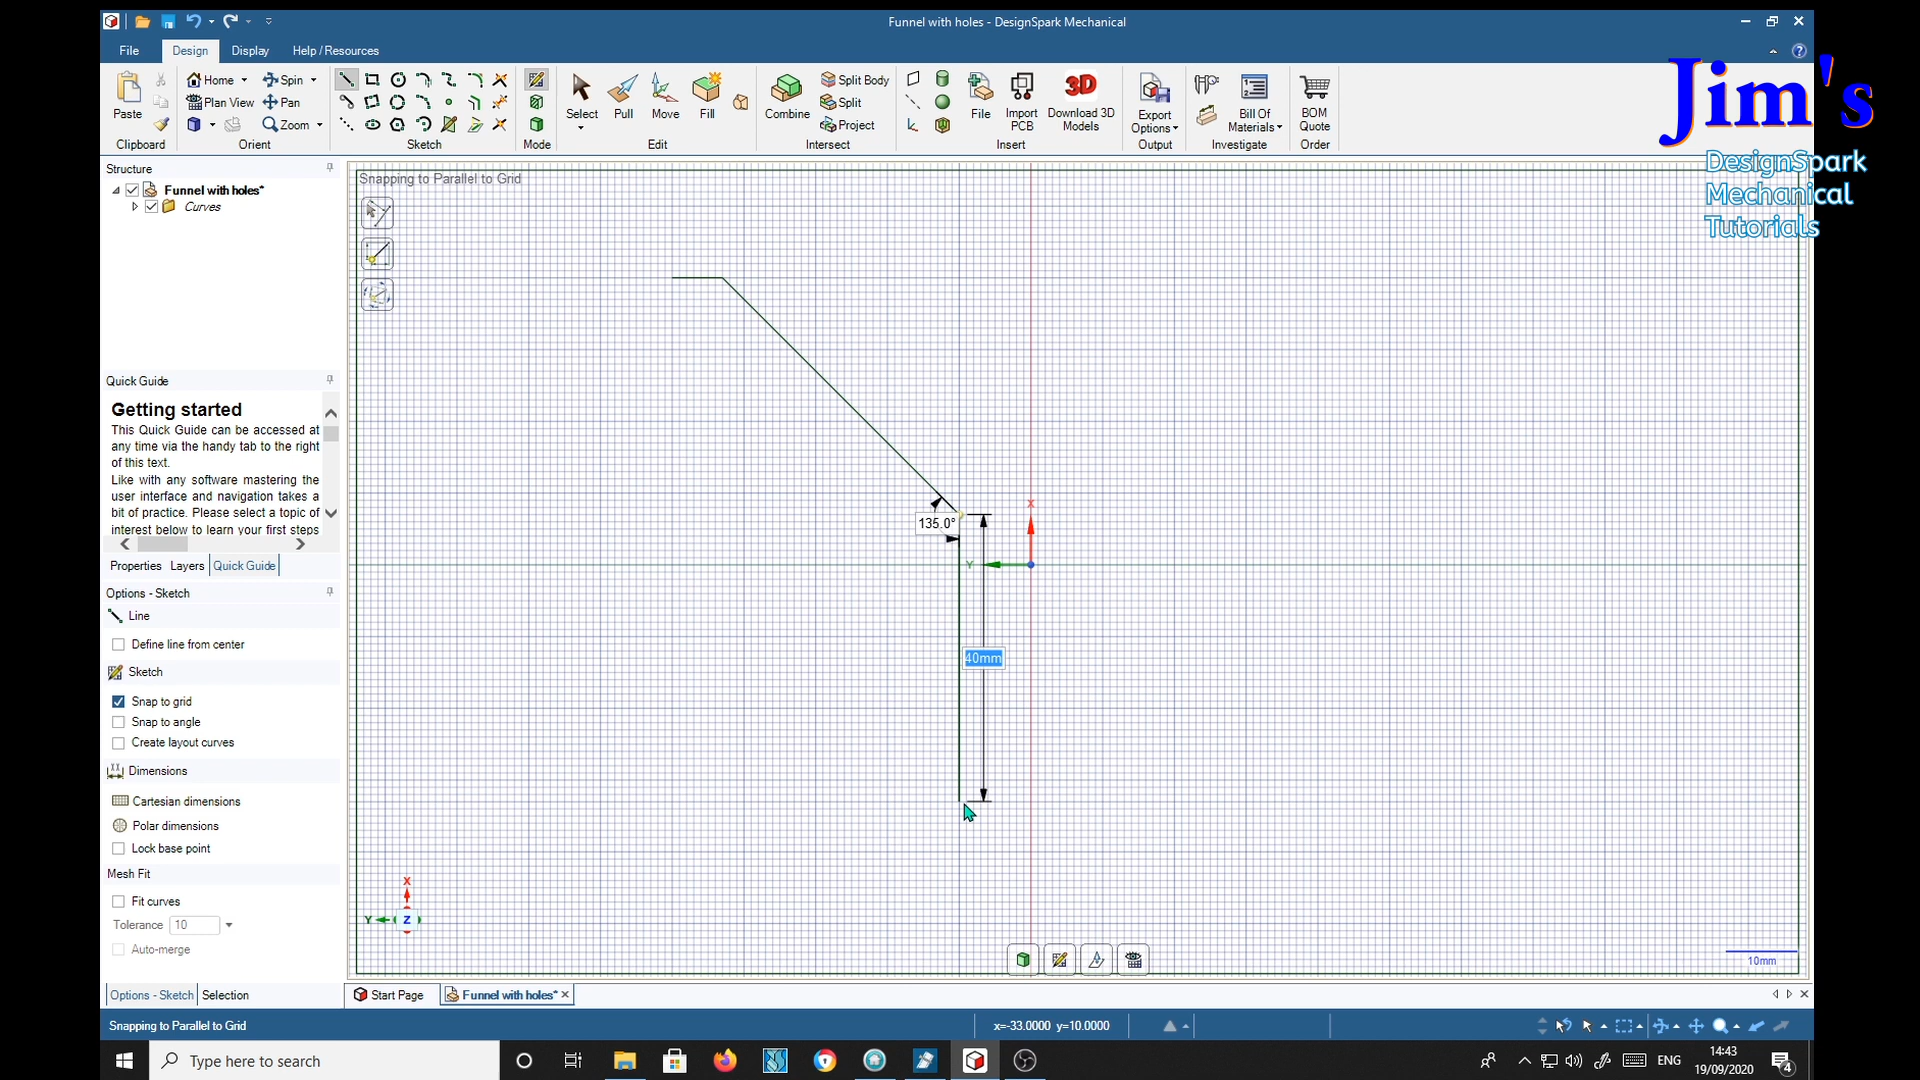 Funnel with holes - DesignSpark Mechanical
File
Design
Display
Help / Resources
Jim's
DesignSpark
Mechanical
Tutorials
Paste
Clipboard
Home
Plan View
Spin
Pan
Zoom
Orient
Sketch
Mode
Select
Pull
Move
Fill
Edit
Combine
Split Body
Split
Project
Intersect
File
Import
PCB
3D
Download 3D
Models
Insert
Export
Options
Output
Bill Of
Materials
Investigate
BOM
Quote
Order
Structure
Funnel with holes*
Curves
Snapping to Parallel to Grid
Quick Guide
Getting started
This Quick Guide can be accessed at
any time via the handy tab to the right
of this text.
Like with any software mastering the
user interface and navigation takes a
bit of practice. Please select a topic of
interest below to learn your first steps
Properties
Layers
Quick Guide
Options - Sketch
Line
Define line from center
Sketch
Snap to grid
Snap to angle
Create layout curves
Dimensions
Cartesian dimensions
Polar dimensions
Lock base point
Mesh Fit
Fit curves
Tolerance 10
Auto-merge
135.0°
X
Y
40mm
X
Y
Z
10mm
Options - Sketch
Selection
Start Page
Funnel with holes*
Snapping to Parallel to Grid
x=-33.0000 y=10.0000
Type here to search
ENG
14:43
19/09/2020
4